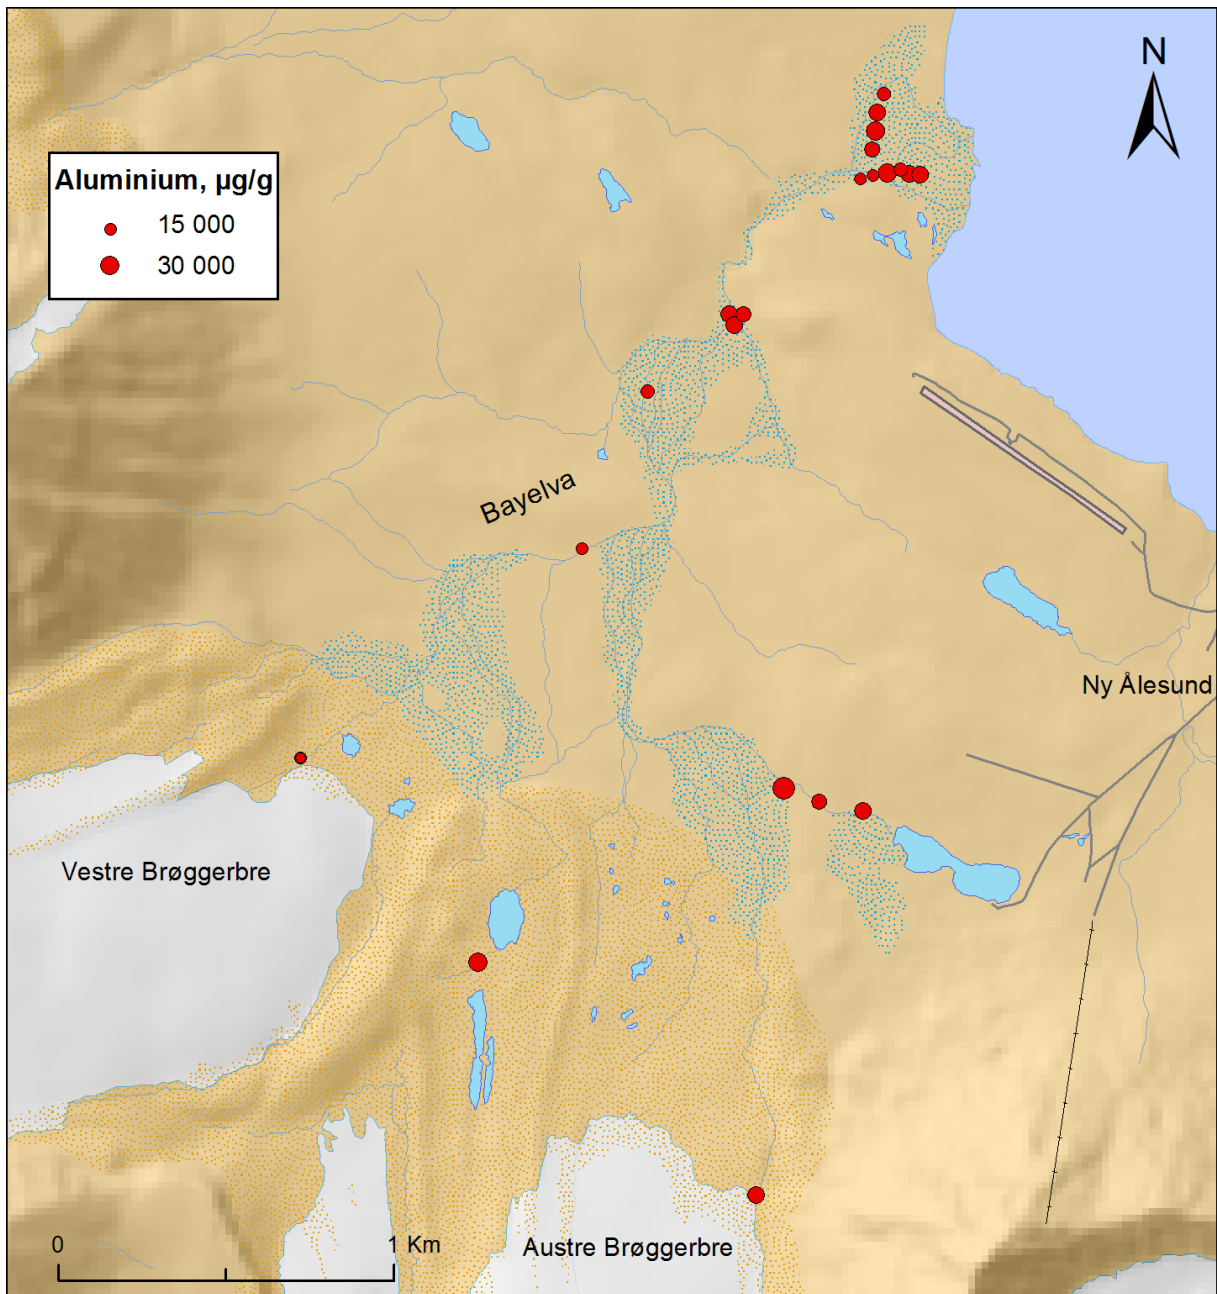 N
Aluminium, µg/g
15 000
30 000
Bayelva
Ny Ålesund
Vestre Brøggerbre
Austre Brøggerbre
0
1 Km